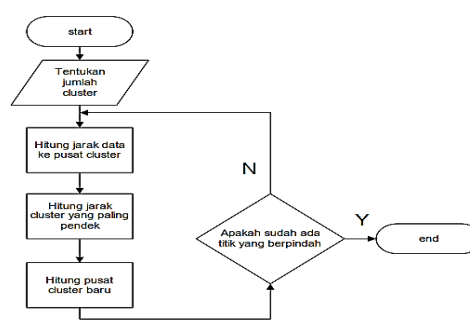 start
Tentukan
jumlah
cluster
Hitung jarak data
ke pusat cluster
Hitung jarak
cluster yang paling
pendek
Hitung pusat
cluster baru
N
Apakah sudah ada
titik yang berpindah
Y
end